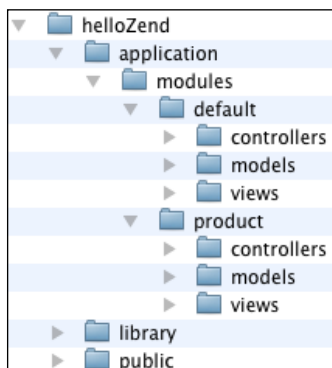 helloZend
application
modules
default
controllers
models
views
product
controllers
models
views
library
public